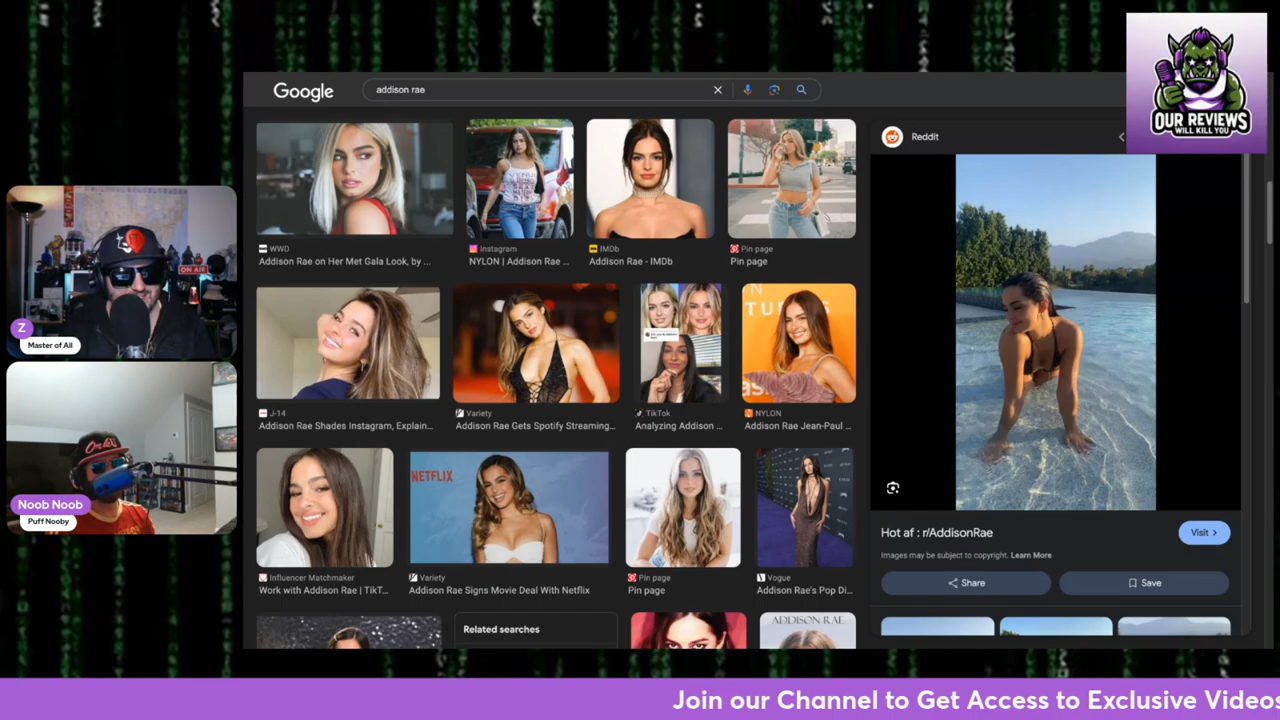 Google
addison rae
OUR REVIEWS
WILL KILL YOU
Reddit
WWD
Addison Rae on Her Met Gala Look, by ...
Instagram
NYLON | Addison Rae ...
IMDb
Addison Rae - IMDb
Pin page
Pin page
ON AIR
Z
Master of All
J-14
Addison Rae Shades Instagram, Explain...
Variety
Addison Rae Gets Spotify Streaming...
TikTok
Analyzing Addison ...
NYLON
Addison Rae Jean-Paul ...
NETFLIX
Noob Noob
Puff Nooby
Influencer Matchmaker
Work with Addison Rae | TikT...
Variety
Addison Rae Signs Movie Deal With Netflix
Pin page
Pin page
Vogue
Addison Rae's Pop Di...
Hot af : r/AddisonRae
Visit
Images may be subject to copyright. Learn More
Share
Save
Related searches
ADDISON RAE
Join our Channel to Get Access to Exclusive Videos